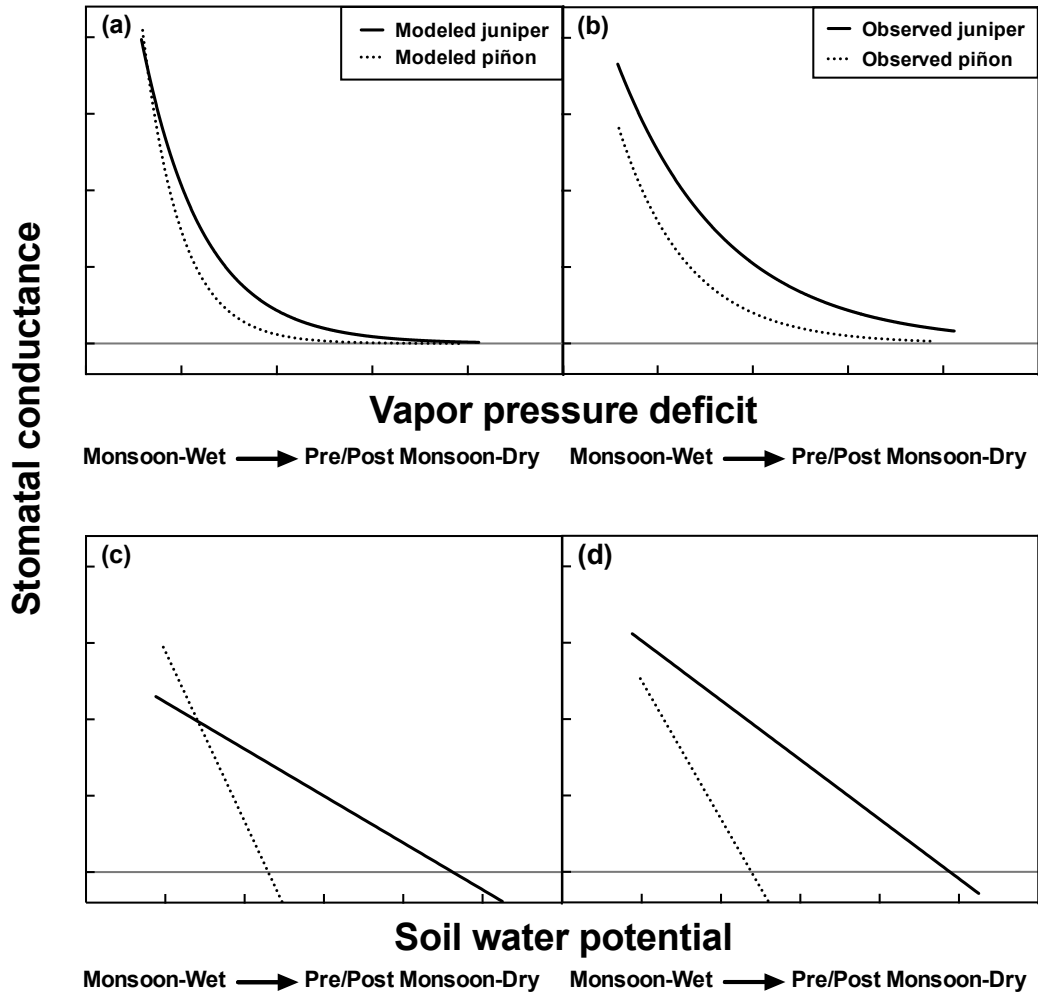 (a)
Modeled juniper
Modeled piñon
(b)
Observed juniper
Observed piñon
Stomatal conductance
Vapor pressure deficit
Monsoon-Wet Pre/Post Monsoon-Dry Monsoon-Wet Pre/Post Monsoon-Dry
(c)
(d)
Soil water potential
Monsoon-Wet Pre/Post Monsoon-Dry Monsoon-Wet Pre/Post Monsoon-Dry